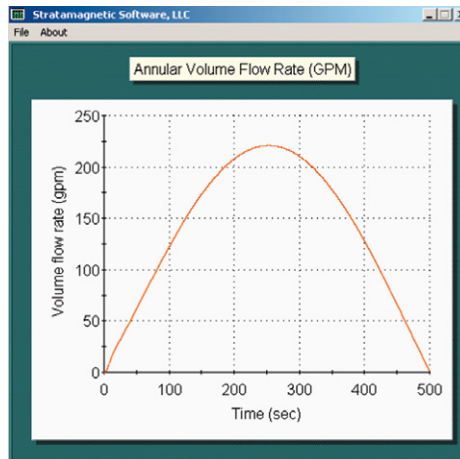 Stratamagnetic Software, LLC
File About
Annular Volume Flow Rate (GPM)
250
200
150
100
50
0
Volume flow rate (gpm)
0 100 200 300 400 500
Time (sec)